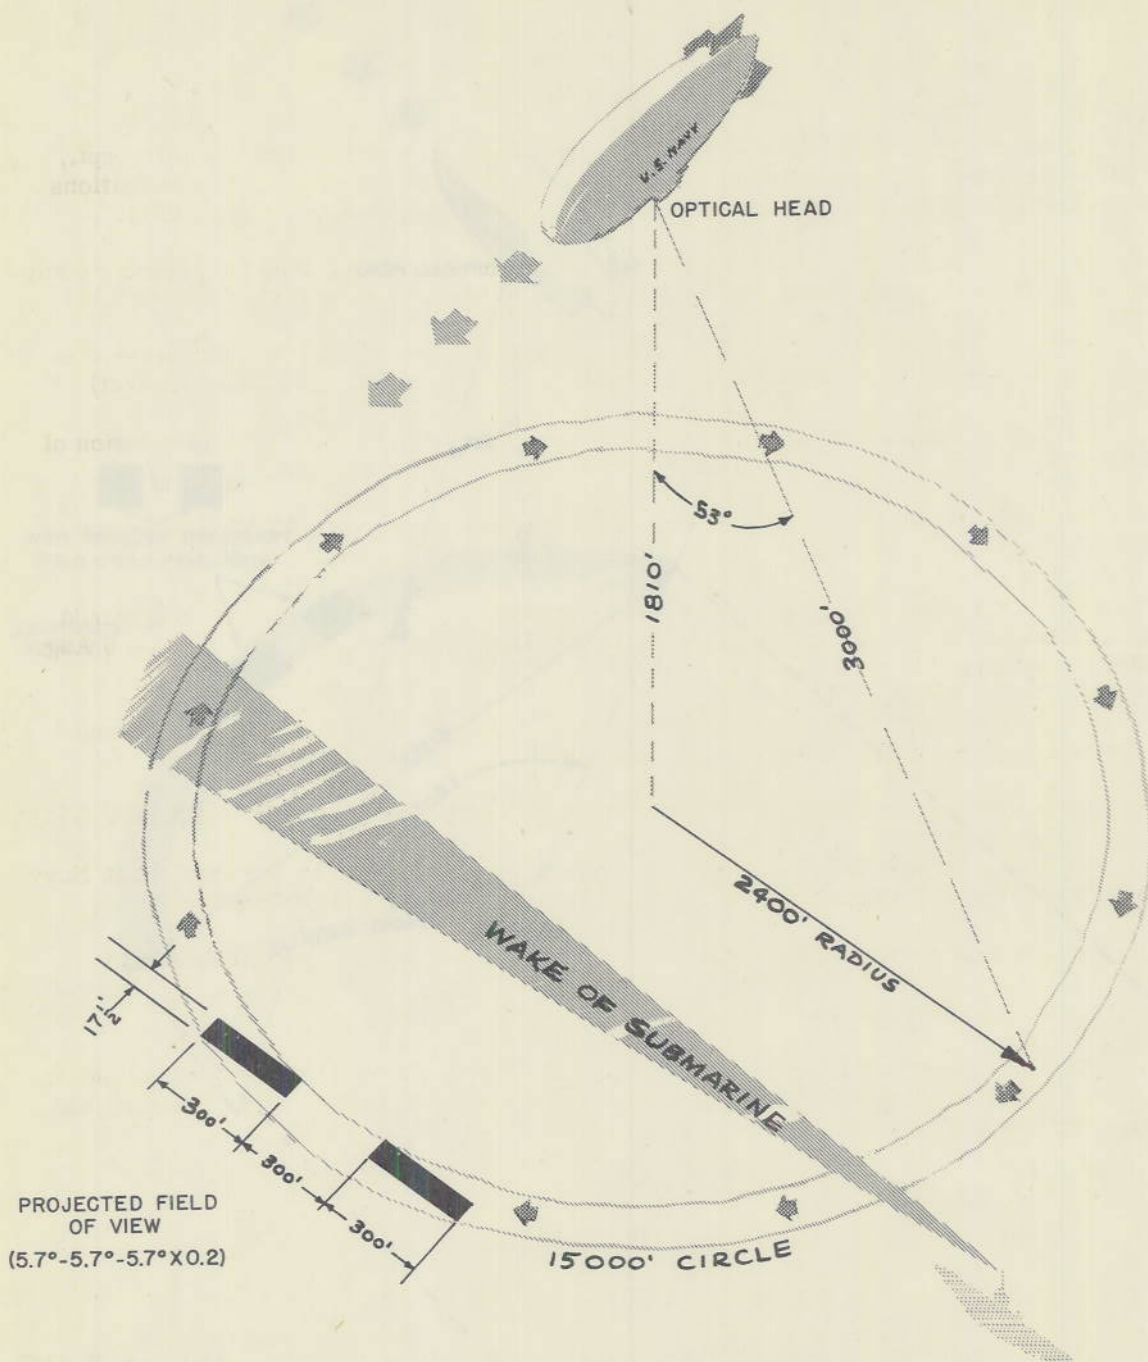 U.S. NAVY
OPTICAL HEAD
53°
1810'
3000'
2400' RADIUS
WAKE OF SUBMARINE
17½'
300'
300'
300'
PROJECTED FIELD
OF VIEW
(5.7°-5.7°-5.7°X0.2)
15000' CIRCLE